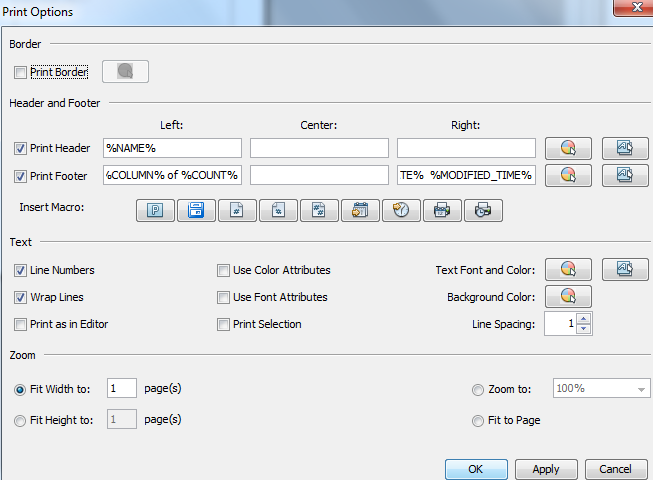 Print Options
Border
Print Border
Header and Footer
Left: Center: Right:
Print Header %NAME%
Print Footer %COLUMN% of %COUNT% TE% %MODIFIED_TIME%
Insert Macro:
Text
Line Numbers Use Color Attributes Text Font and Color:
Wrap Lines Use Font Attributes Background Color:
Print as in Editor Print Selection Line Spacing: 1
Zoom
Fit Width to: 1 page(s) Zoom to: 100%
Fit Height to: 1 page(s) Fit to Page
OK Apply Cancel